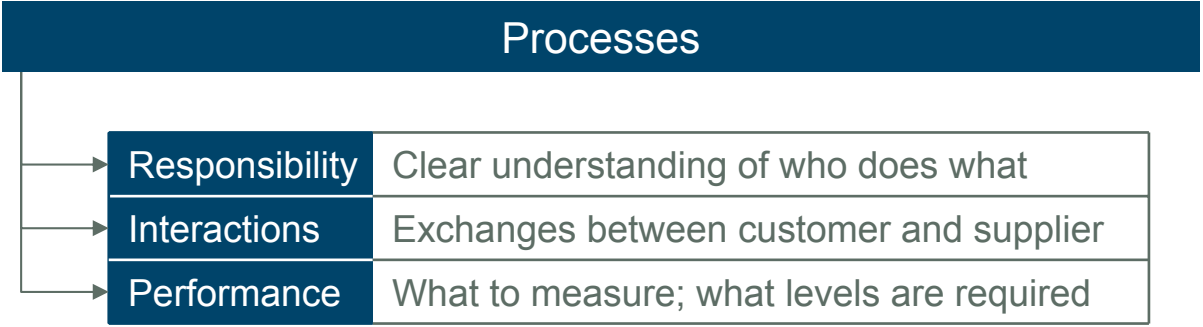 Processes
Responsibility Clear understanding of who does what
Interactions Exchanges between customer and supplier
Performance What to measure; what levels are required